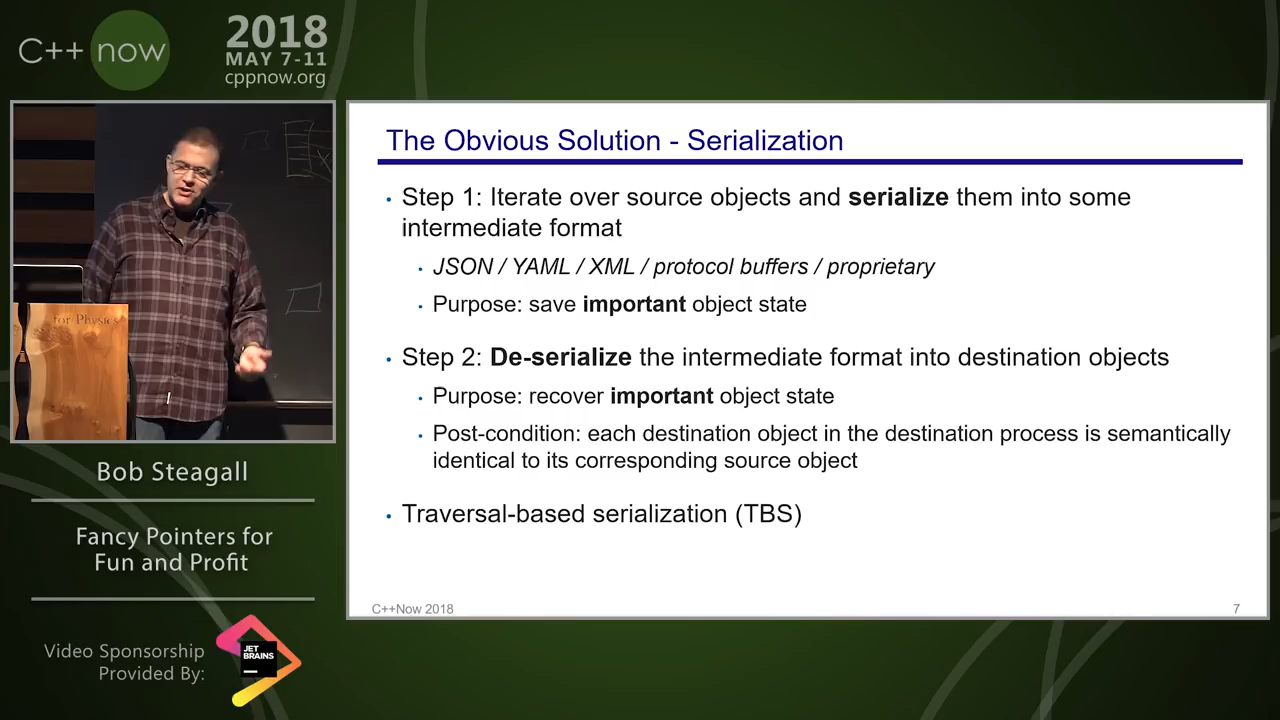 C++ now
2018
MAY 7-11
cppnow.org
for Physics
Bob Steagall
Fancy Pointers for
Fun and Profit
Video Sponsorship
Provided By:
JET
BRAINS
The Obvious Solution - Serialization
• Step 1: Iterate over source objects and serialize them into some
intermediate format
• JSON / YAML / XML / protocol buffers / proprietary
• Purpose: save important object state
• Step 2: De-serialize the intermediate format into destination objects
• Purpose: recover important object state
• Post-condition: each destination object in the destination process is semantically
identical to its corresponding source object
• Traversal-based serialization (TBS)
C++Now 2018
7